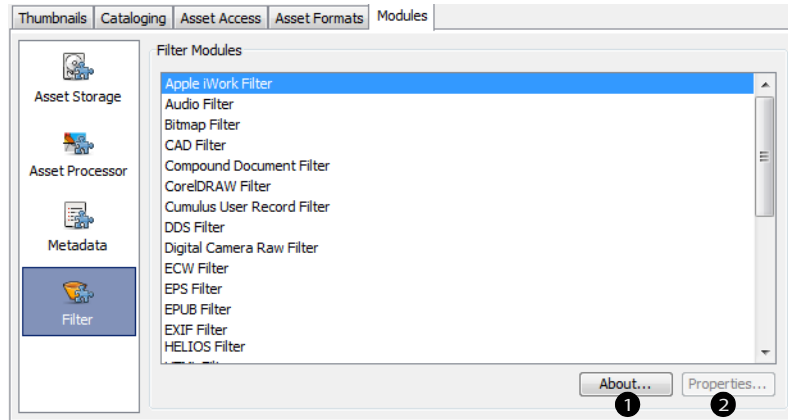 Thumbnails Cataloging Asset Access Asset Formats Modules
Asset Storage
Asset Processor
Metadata
Filter
Filter Modules
Apple iWork Filter
Audio Filter
Bitmap Filter
CAD Filter
Compound Document Filter
CorelDRAW Filter
Cumulus User Record Filter
DDS Filter
Digital Camera Raw Filter
ECW Filter
EPS Filter
EPUB Filter
EXIF Filter
HELIOS Filter
About... Properties...
1 2